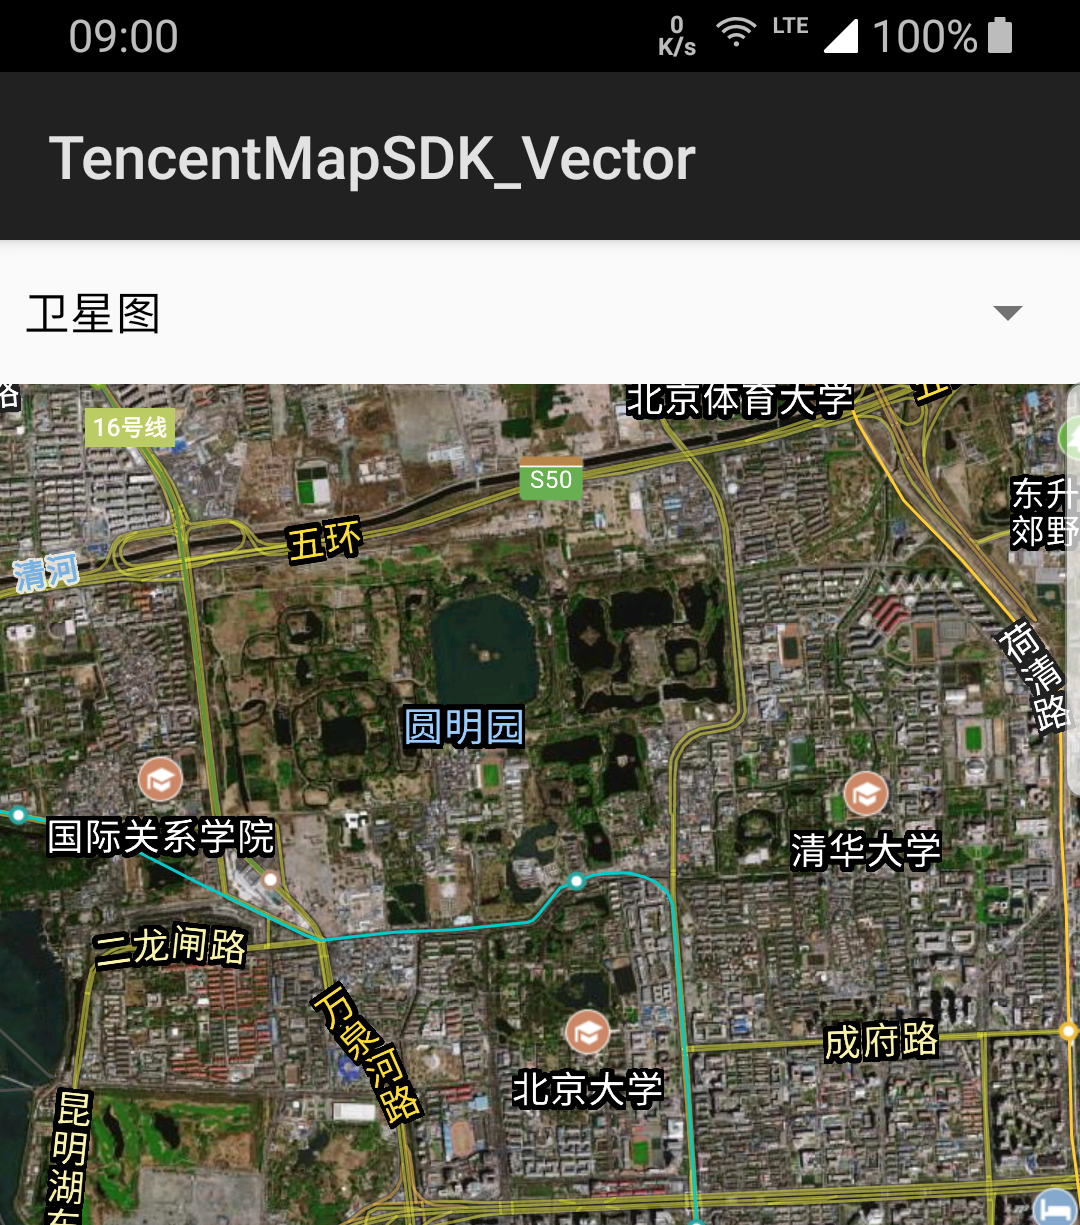 09:00
0
K/s
LTE
100%
TencentMapSDK_Vector
卫星图
路
北京体育大学
五
16号线
S50
东升
郊野
五环
清河
荷清路
圆明园
国际关系学院
清华大学
二龙闸路
万泉河路
成府路
北京大学
昆明湖东